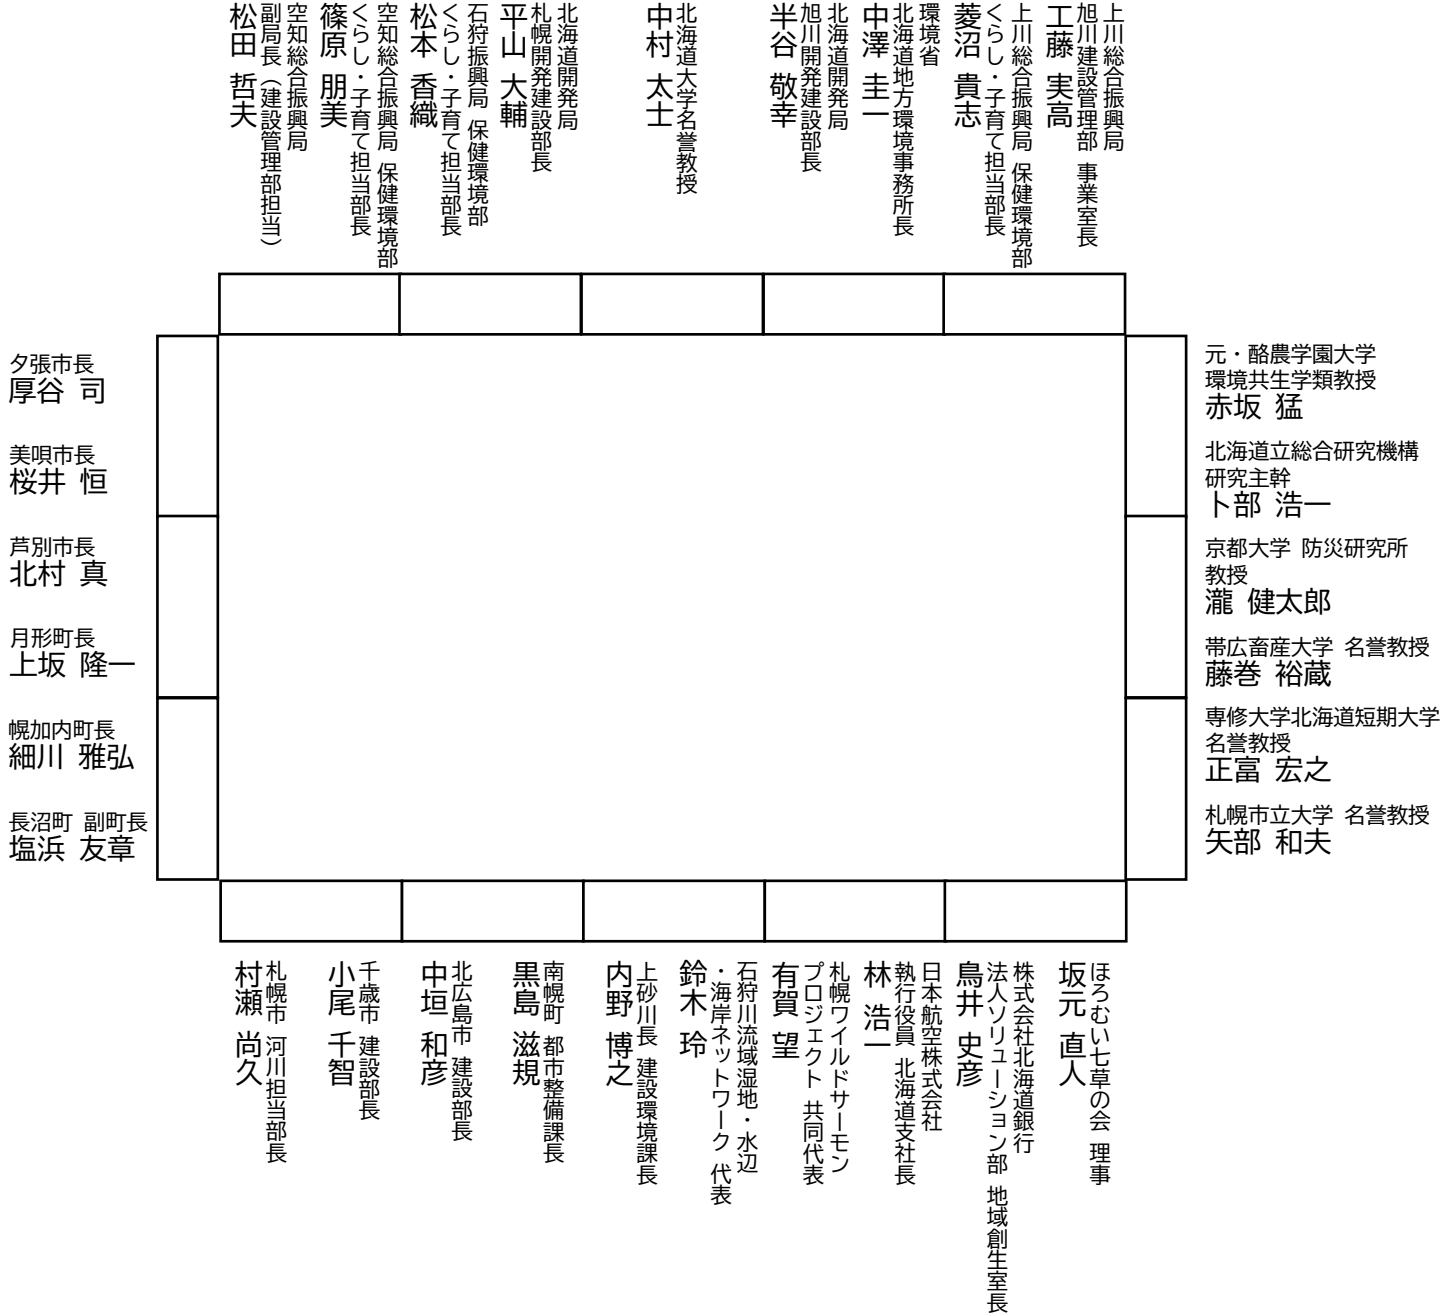 上川総合振興局
旭川建設管理部 事業室長
工藤 実高
上川総合振興局 保健環境部
くらし・子育て担当部長
菱沼 貴志
環境省
北海道地方環境事務所長
中澤 圭一
北海道開発局
旭川開発建設部長
半谷 敬幸
北海道大学名誉教授
中村 太士
北海道開発局
札幌開発建設部長
平山 大輔
石狩振興局 保健環境部
くらし・子育て担当部長
松本 香織
空知総合振興局 保健環境部
くらし・子育て担当部長
篠原 朋美
空知総合振興局
副局長（建設管理部担当）
松田 哲夫
夕張市長
厚谷 司
美唄市長
桜井 恒
芦別市長
北村 真
月形町長
上坂 隆一
幌加内町長
細川 雅弘
長沼町 副町長
塩浜 友章
元・酪農学園大学
環境共生学類教授
赤坂 猛
北海道立総合研究機構
研究主幹
卜部 浩一
京都大学 防災研究所
教授
瀧 健太郎
帯広畜産大学 名誉教授
藤巻 裕蔵
専修大学北海道短期大学
名誉教授
正富 宏之
札幌市立大学 名誉教授
矢部 和夫
ほろむい七草の会 理事
坂元 直人
株式会社北海道銀行
法人ソリューション部 地域創生室長
鳥井 史彦
日本航空株式会社
執行役員 北海道支社長
林 浩一
札幌ワイルドサーモン
プロジェクト 共同代表
有賀 望
石狩川流域湿地・水辺
・海岸ネットワーク 代表
鈴木 玲
上砂川長 建設環境課長
内野 博之
南幌町 都市整備課長
黒島 滋規
北広島市 建設部長
中垣 和彦
千歳市 建設部長
小尾 千智
札幌市 河川担当部長
村瀬 尚久